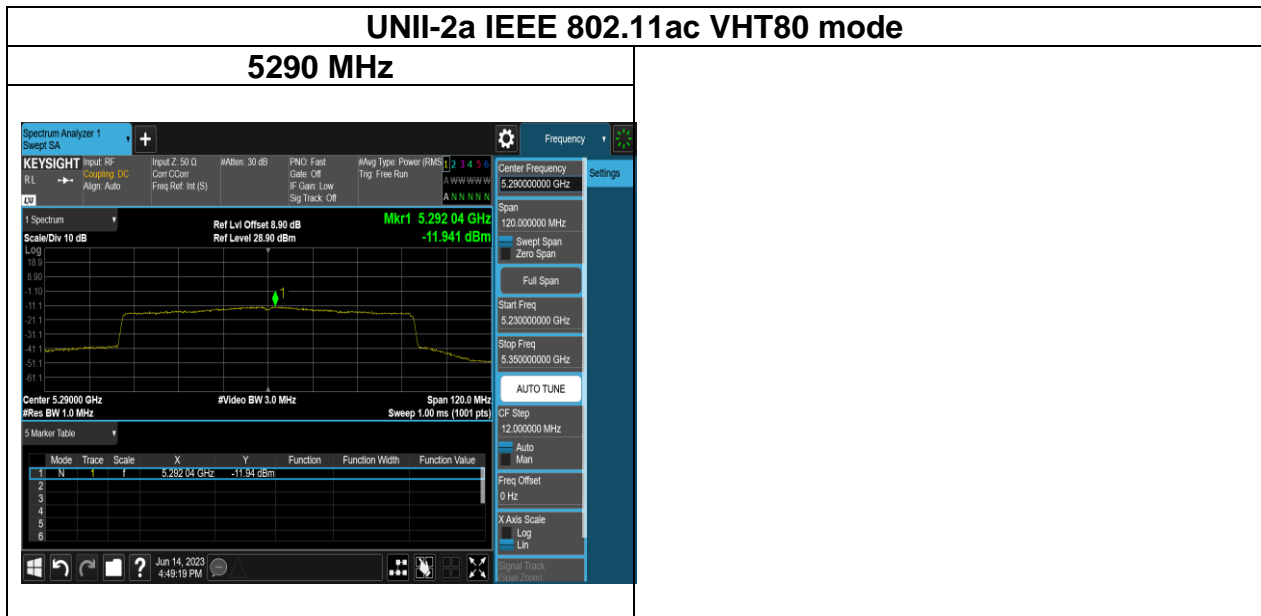 UNII-2a IEEE 802.11ac VHT80 mode
5290 MHz
Spectrum Analyzer 1
Swept SA
+
Frequency
KEYSIGHT Input: RF
RL
Coupling: DC
Align: Auto
LXI
Input Z: 50 Ω
Corr CCorr
Freq Ref: Int (S)
#Atten: 30 dB
PNO: Fast
Gate: Off
IF Gain: Low
Sig Track: Off
#Avg Type: Power (RMS
Trig: Free Run
1 2 3 4 5 6
A W W W W W
A N N N N N
Center Frequency
5.290000000 GHz
Settings
Span
120.000000 MHz
Swept Span
Zero Span
Full Span
Start Freq
5.230000000 GHz
Stop Freq
5.350000000 GHz
AUTO TUNE
CF Step
12.000000 MHz
Auto
Man
Freq Offset
0 Hz
X Axis Scale
Log
Lin
Signal Track
(Span Zoom)
1 Spectrum
Scale/Div 10 dB
Ref Lvl Offset 8.90 dB
Ref Level 28.90 dBm
Mkr1 5.292 04 GHz
-11.941 dBm
Log
18.9
8.90
-1.10
-11.1
-21.1
-31.1
-41.1
-51.1
-61.1
1
Center 5.29000 GHz
#Video BW 3.0 MHz
Span 120.0 MHz
#Res BW 1.0 MHz
Sweep 1.00 ms (1001 pts)
5 Marker Table
Mode Trace Scale X Y Function Function Width Function Value
1 N 1 f 5.292 04 GHz -11.94 dBm
2
3
4
5
6
?
Jun 14, 2023
4:49:19 PM